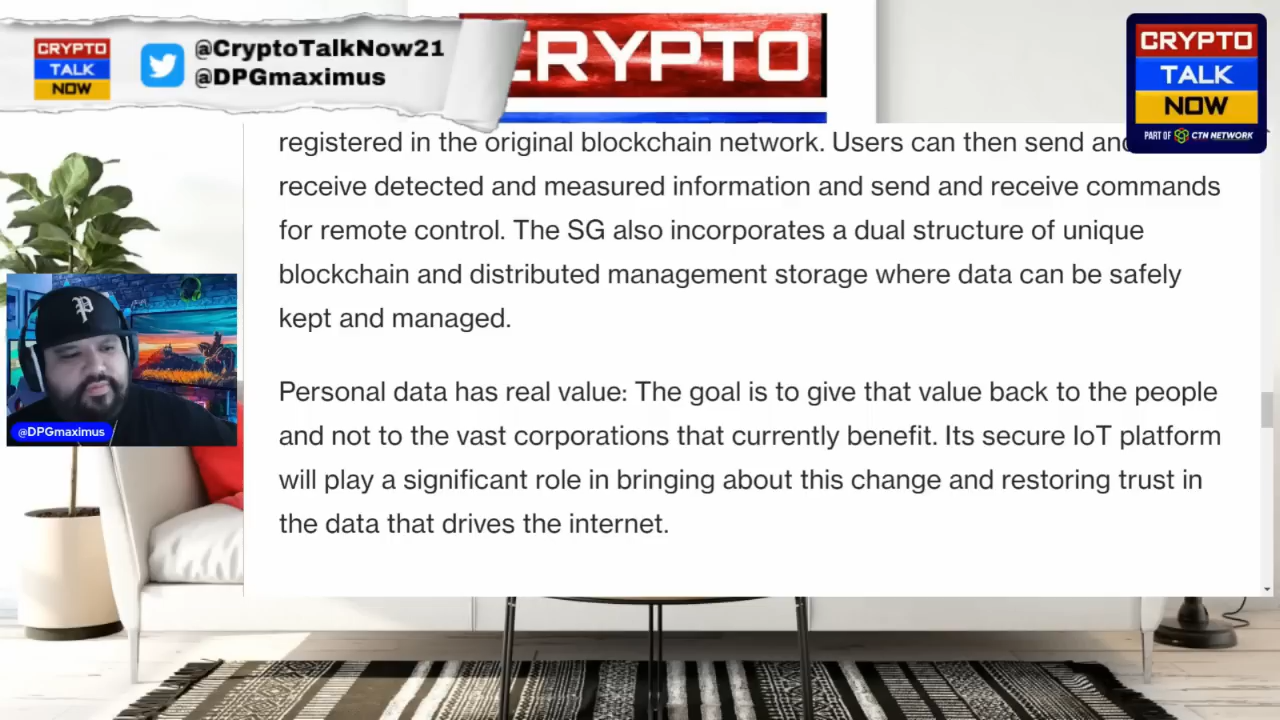 CRYPTO
TALK
NOW
@CryptoTalkNow21
@DPGmaximus
CRYPTO
CRYPTO
TALK
NOW
PART OF CTN NETWORK
registered in the original blockchain network. Users can then send and
receive detected and measured information and send and receive commands
for remote control. The SG also incorporates a dual structure of unique
blockchain and distributed management storage where data can be safely
kept and managed.
P
@DPGmaximus
Personal data has real value: The goal is to give that value back to the people
and not to the vast corporations that currently benefit. Its secure IoT platform
will play a significant role in bringing about this change and restoring trust in
the data that drives the internet.